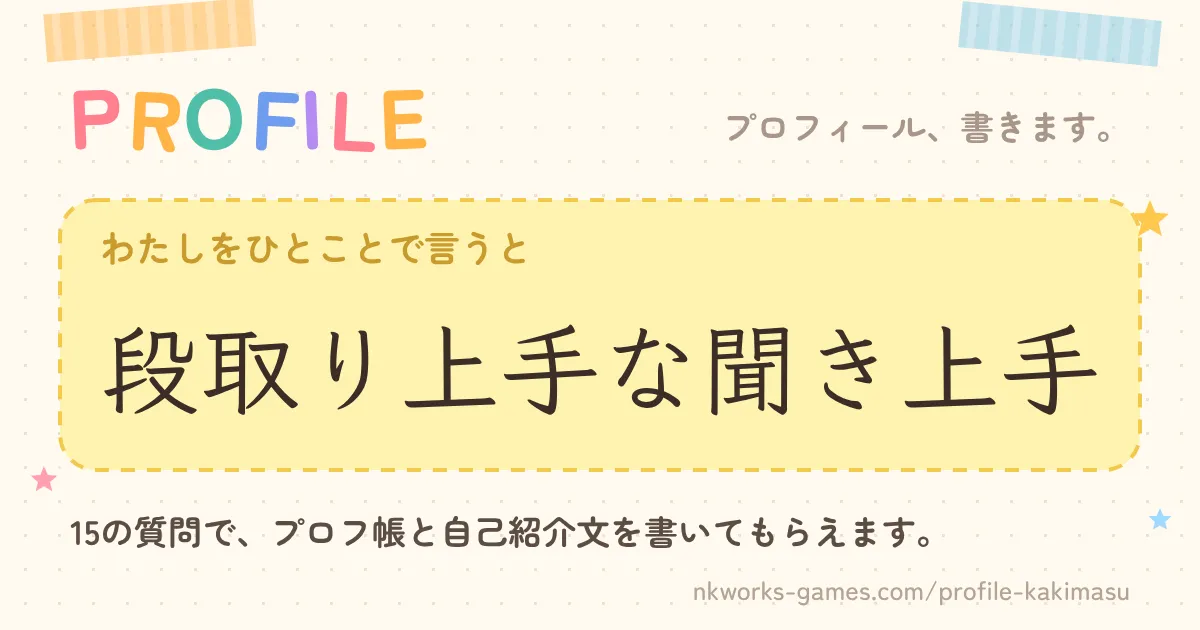 PROFILE
プロフィール、書きます。
わたしをひとことで言うと
段取り上手な聞き上手
15の質問で、プロフ帳と自己紹介文を書いてもらえます。
nkworks-games.com/profile-kakimasu